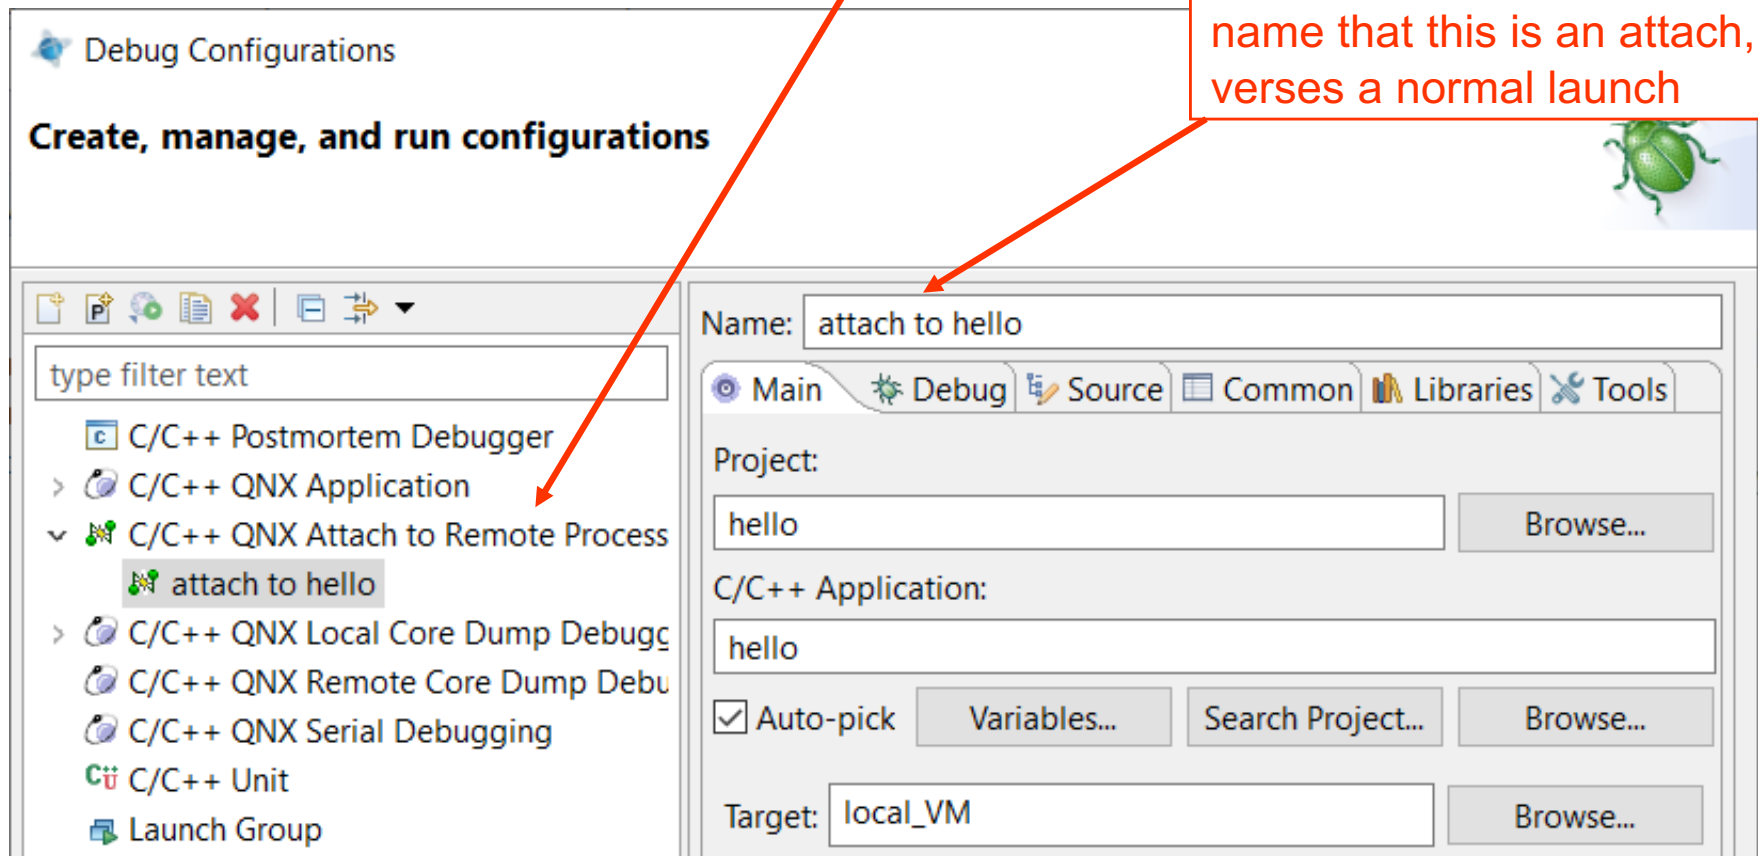 name that this is an attach,
verses a normal launch
Debug Configurations
Create, manage, and run configurations
type filter text
C/C++ Postmortem Debugger
C/C++ QNX Application
C/C++ QNX Attach to Remote Process
attach to hello
C/C++ QNX Local Core Dump Debugg
C/C++ QNX Remote Core Dump Debu
C/C++ QNX Serial Debugging
C/C++ Unit
Launch Group
Name: attach to hello
Main Debug Source Common Libraries Tools
Project:
hello Browse...
C/C++ Application:
hello
Auto-pick Variables... Search Project... Browse...
Target: local_VM Browse...